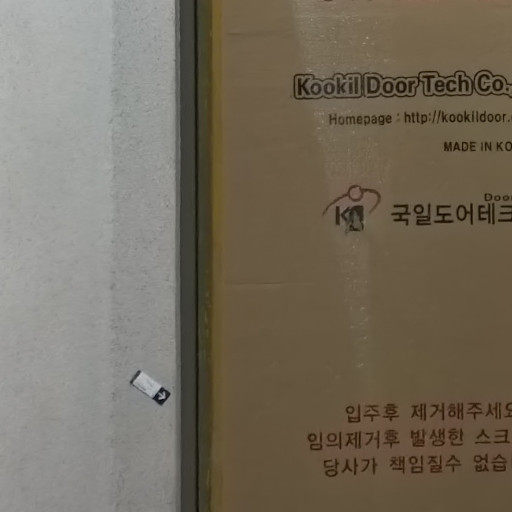 Kookil Door Tech Co.,
Homepage : http://kookildoor.
MADE IN KO
Doo
국일도어테크
입주후 제거해주세요
임의제거후 발생한 스크
당사가 책임질수 없습